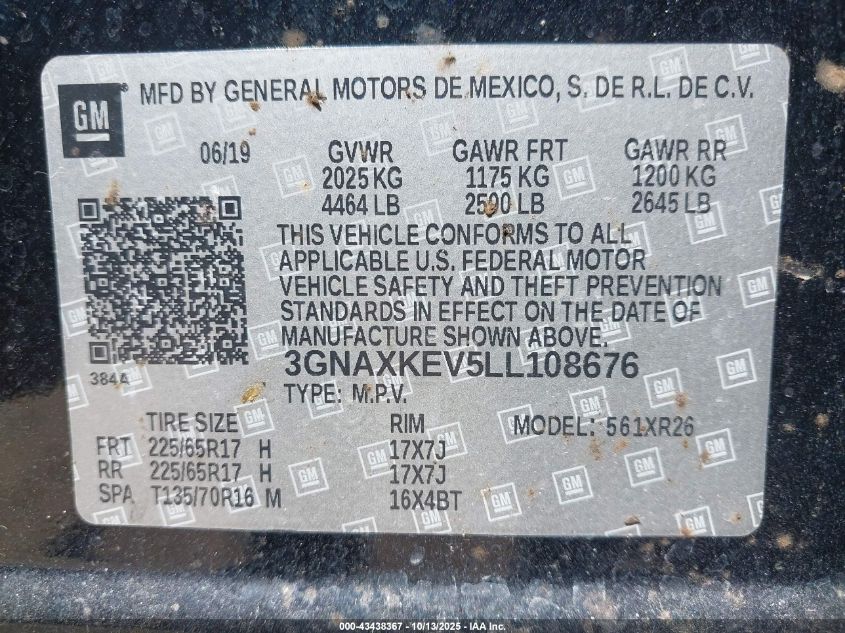 GM MFD BY GENERAL MOTORS DE MEXICO, S. DE R.L. DE C.V.
06/19 GVWR GAWR FRT GAWR RR
2025 KG 1175 KG 1200 KG
4464 LB 2590 LB 2645 LB
THIS VEHICLE CONFORMS TO ALL
APPLICABLE U.S. FEDERAL MOTOR
VEHICLE SAFETY AND THEFT PREVENTION
STANDARDS IN EFFECT ON THE DATE OF
MANUFACTURE SHOWN ABOVE.
3GNAXKEV5LL108676
384A
TYPE: M.P.V.
TIRE SIZE RIM MODEL: 561XR26
FRT 225/65R17 H 17X7J
RR 225/65R17 H 17X7J
SPA T135/70R16 M 16X4BT
000-43438367 - 10/13/2025 - IAA Inc.